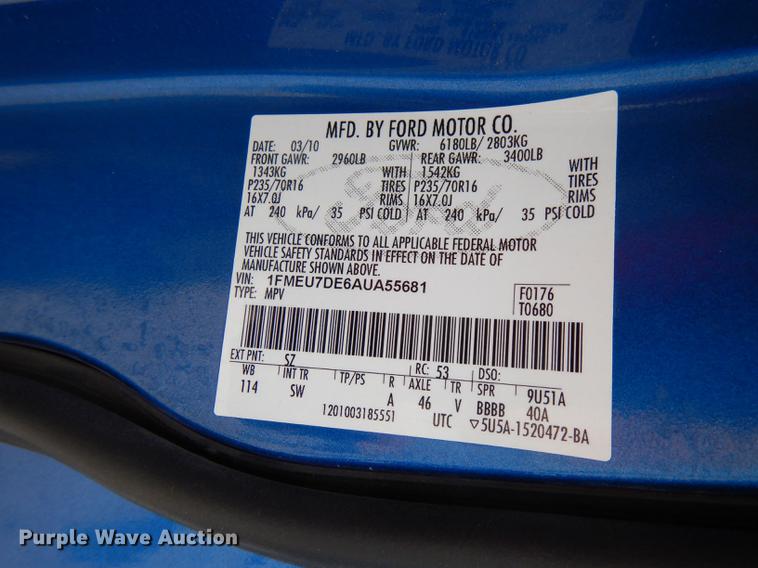 MFD. BY FORD MOTOR CO.
DATE: 03/10 GVWR: 6180LB/ 2803KG
FRONT GAWR: 2960LB REAR GAWR: 3400LB
1343KG WITH 1542KG WITH
P235/70R16 TIRES P235/70R16 TIRES
16X7.0J RIMS 16X7.0J RIMS
AT 240 kPa/ 35 PSI COLD AT 240 kPa/ 35 PSI COLD
Ford
THIS VEHICLE CONFORMS TO ALL APPLICABLE FEDERAL MOTOR
VEHICLE SAFETY STANDARDS IN EFFECT ON THE DATE OF
MANUFACTURE SHOWN ABOVE.
VIN: 1FMEU7DE6AUA55681
TYPE: MPV
F0176
T0680
EXT PNT: SZ RC: 53 DSO:
WB INT TR TP/PS R AXLE TR SPR 9U51A
114 SW A 46 V BBBB 40A
1201003185551 UTC ▽5U5A-1520472-BA
Purple Wave Auction